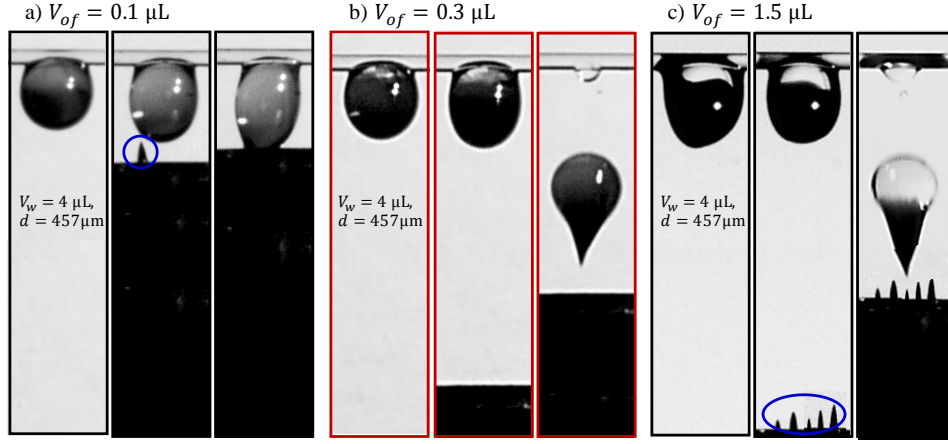 a) V_of = 0.1 μL
b) V_of = 0.3 μL
c) V_of = 1.5 μL
V_w = 4 μL,
d = 457μm
V_w = 4 μL,
d = 457μm
V_w = 4 μL,
d = 457μm